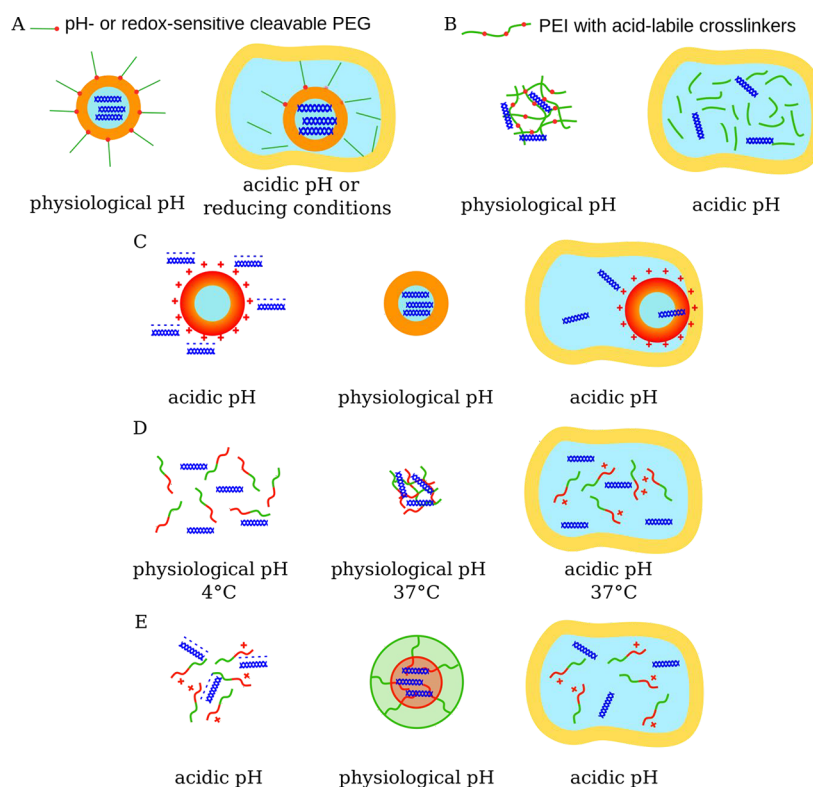 A pH- or redox-sensitive cleavable PEG
B PEI with acid-labile crosslinkers
physiological pH
acidic pH or
reducing conditions
physiological pH
acidic pH
C
acidic pH
physiological pH
acidic pH
D
physiological pH
4°C
physiological pH
37°C
acidic pH
37°C
E
acidic pH
physiological pH
acidic pH